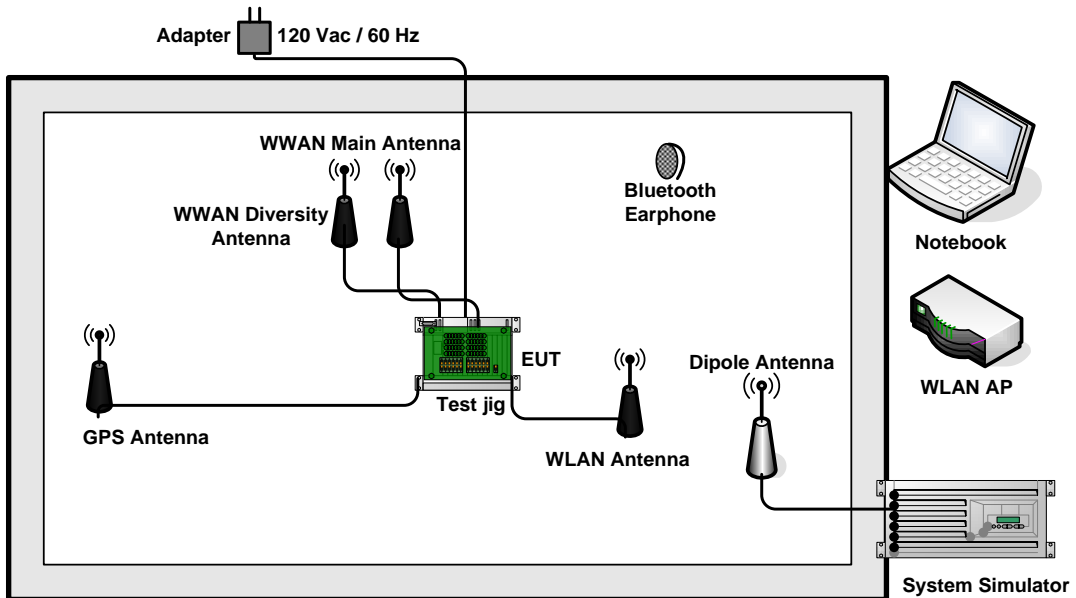 Adapter
120 Vac / 60 Hz
WWAN Main Antenna
WWAN Diversity
Antenna
Bluetooth
Earphone
Notebook
EUT
Test jig
GPS Antenna
WLAN Antenna
Dipole Antenna
WLAN AP
System Simulator